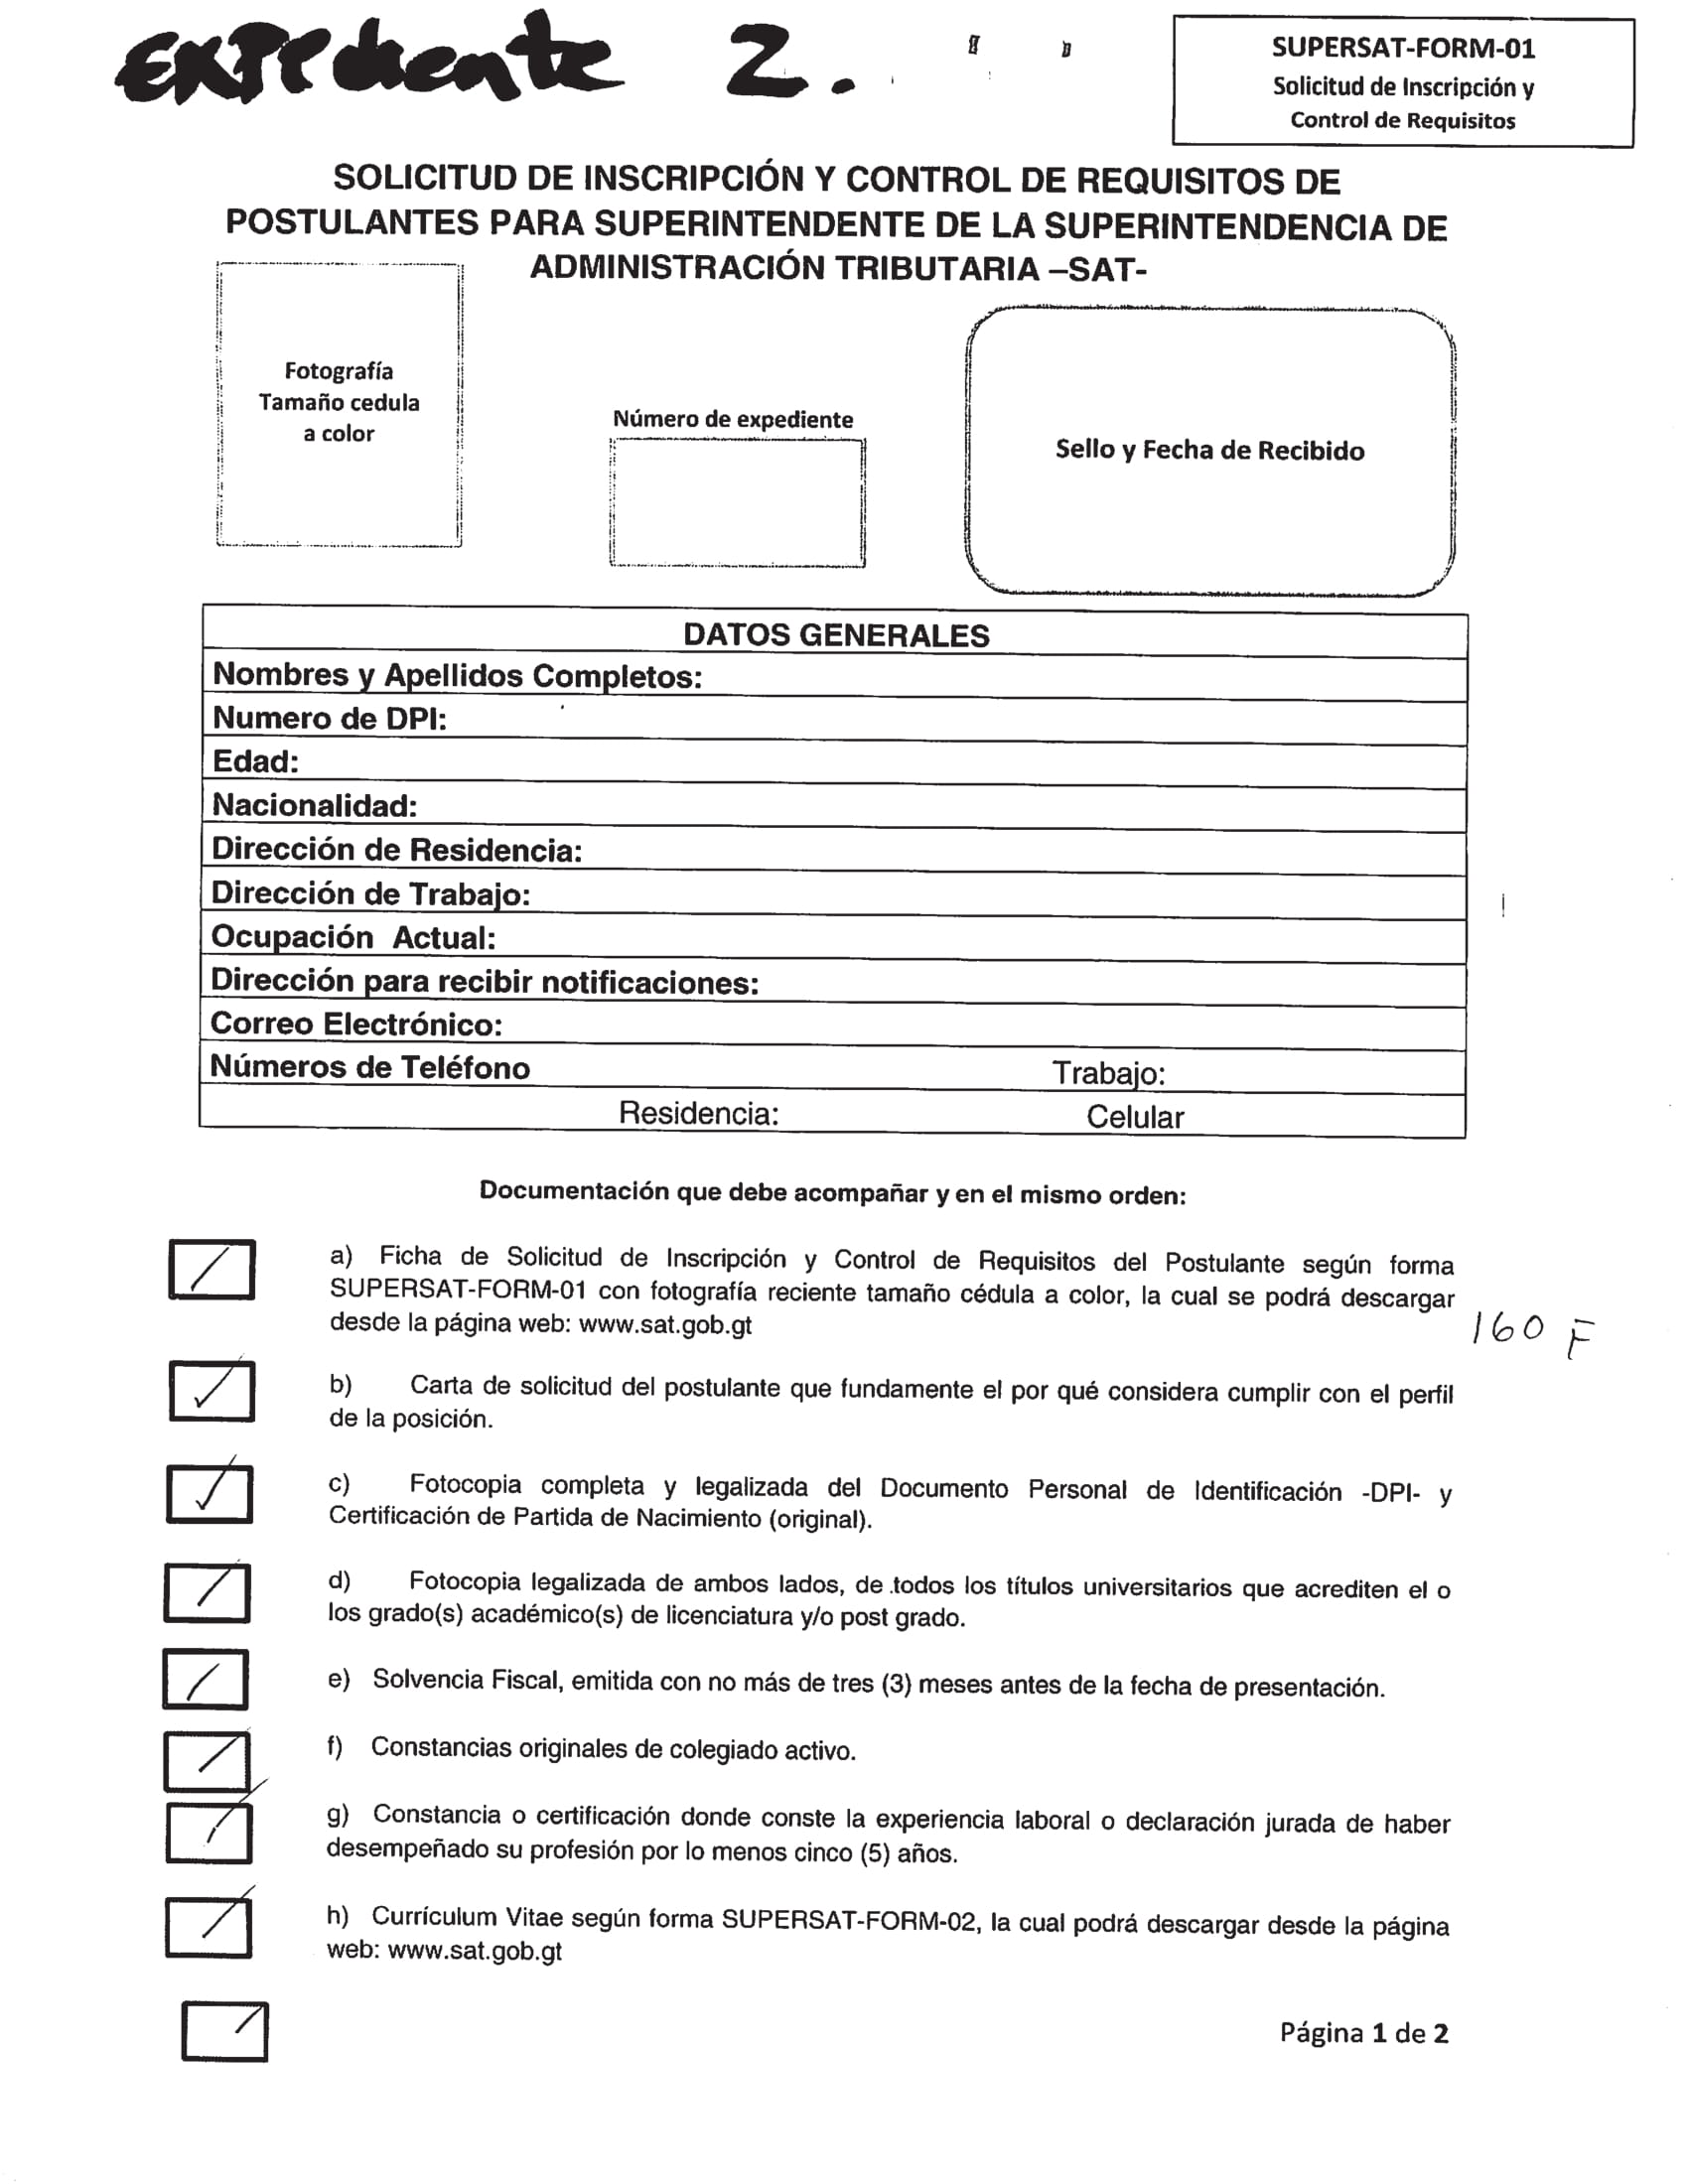 Expediente 2.
SUPERSAT-FORM-01
Solicitud de Inscripción y
Control de Requisitos
SOLICITUD DE INSCRIPCIÓN Y CONTROL DE REQUISITOS DE
POSTULANTES PARA SUPERINTENDENTE DE LA SUPERINTENDENCIA DE
ADMINISTRACIÓN TRIBUTARIA –SAT-
Fotografía
Tamaño cedula
a color
Número de expediente
Sello y Fecha de Recibido
DATOS GENERALES
Nombres y Apellidos Completos:
Numero de DPI:
Edad:
Nacionalidad:
Dirección de Residencia:
Dirección de Trabajo:
Ocupación Actual:
Dirección para recibir notificaciones:
Correo Electrónico:
Números de Teléfono Trabajo:
Residencia: Celular
Documentación que debe acompañar y en el mismo orden:
a) Ficha de Solicitud de Inscripción y Control de Requisitos del Postulante según forma
SUPERSAT-FORM-01 con fotografía reciente tamaño cédula a color, la cual se podrá descargar
desde la página web: www.sat.gob.gt
160 F
b) Carta de solicitud del postulante que fundamente el por qué considera cumplir con el perfil
de la posición.
c) Fotocopia completa y legalizada del Documento Personal de Identificación -DPI- y
Certificación de Partida de Nacimiento (original).
d) Fotocopia legalizada de ambos lados, de todos los títulos universitarios que acrediten el o
los grado(s) académico(s) de licenciatura y/o post grado.
e) Solvencia Fiscal, emitida con no más de tres (3) meses antes de la fecha de presentación.
f) Constancias originales de colegiado activo.
g) Constancia o certificación donde conste la experiencia laboral o declaración jurada de haber
desempeñado su profesión por lo menos cinco (5) años.
h) Currículum Vitae según forma SUPERSAT-FORM-02, la cual podrá descargar desde la página
web: www.sat.gob.gt
Página 1 de 2